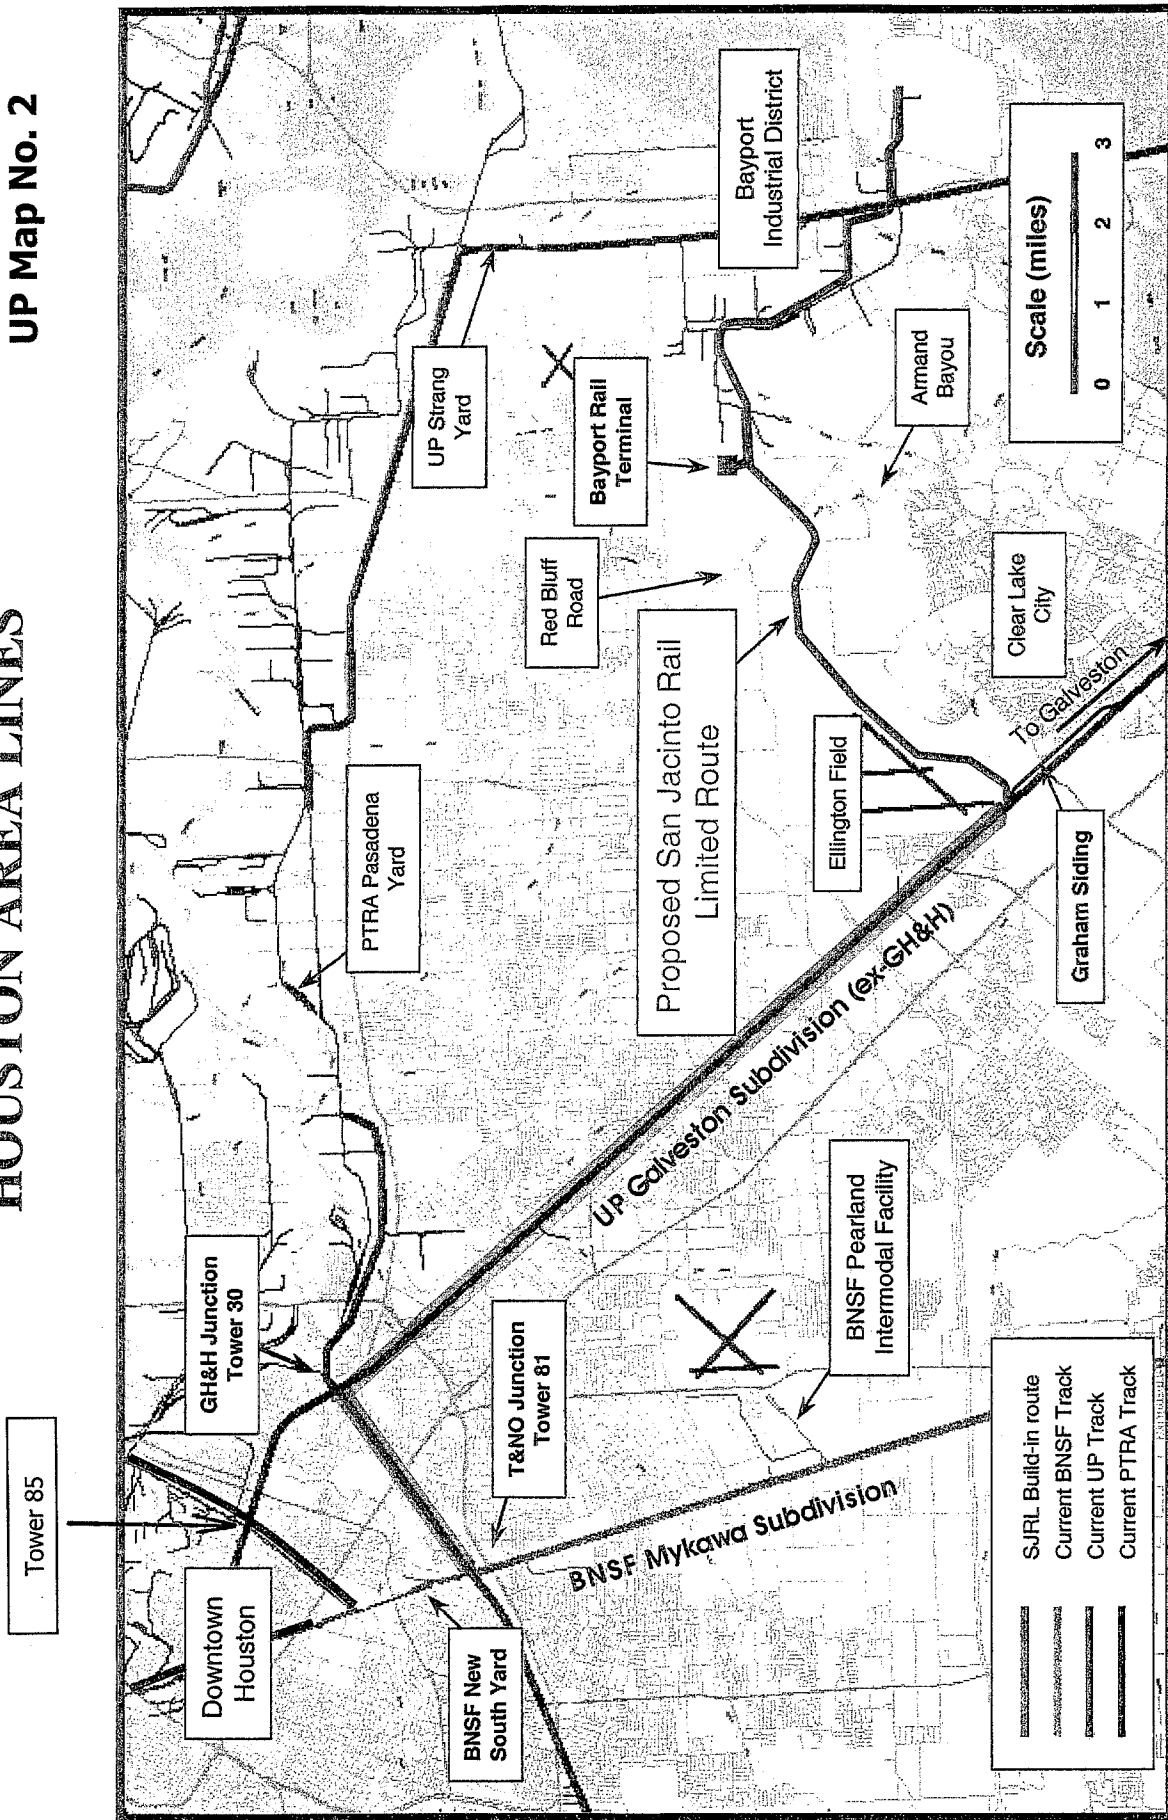 HOUSTON AREA LINES
UP Map No. 2
Tower 85
Downtown
Houston
GH&H Junction
Tower 30
PTRA Pasadena
Yard
UP Strang
Yard
Bayport
Industrial District
Bayport Rail
Terminal
Red Bluff
Road
Proposed San Jacinto Rail
Limited Route
Ellington Field
Armand
Bayou
Clear Lake
City
To Galveston
Graham Siding
UP Galveston Subdivision (ex-GH&H)
T&NO Junction
Tower 81
BNSF New
South Yard
BNSF Mykawa Subdivision
BNSF Pearland
Intermodal Facility
SJRL Build-in route
Current BNSF Track
Current UP Track
Current PTRA Track
Scale (miles)
0 1 2 3